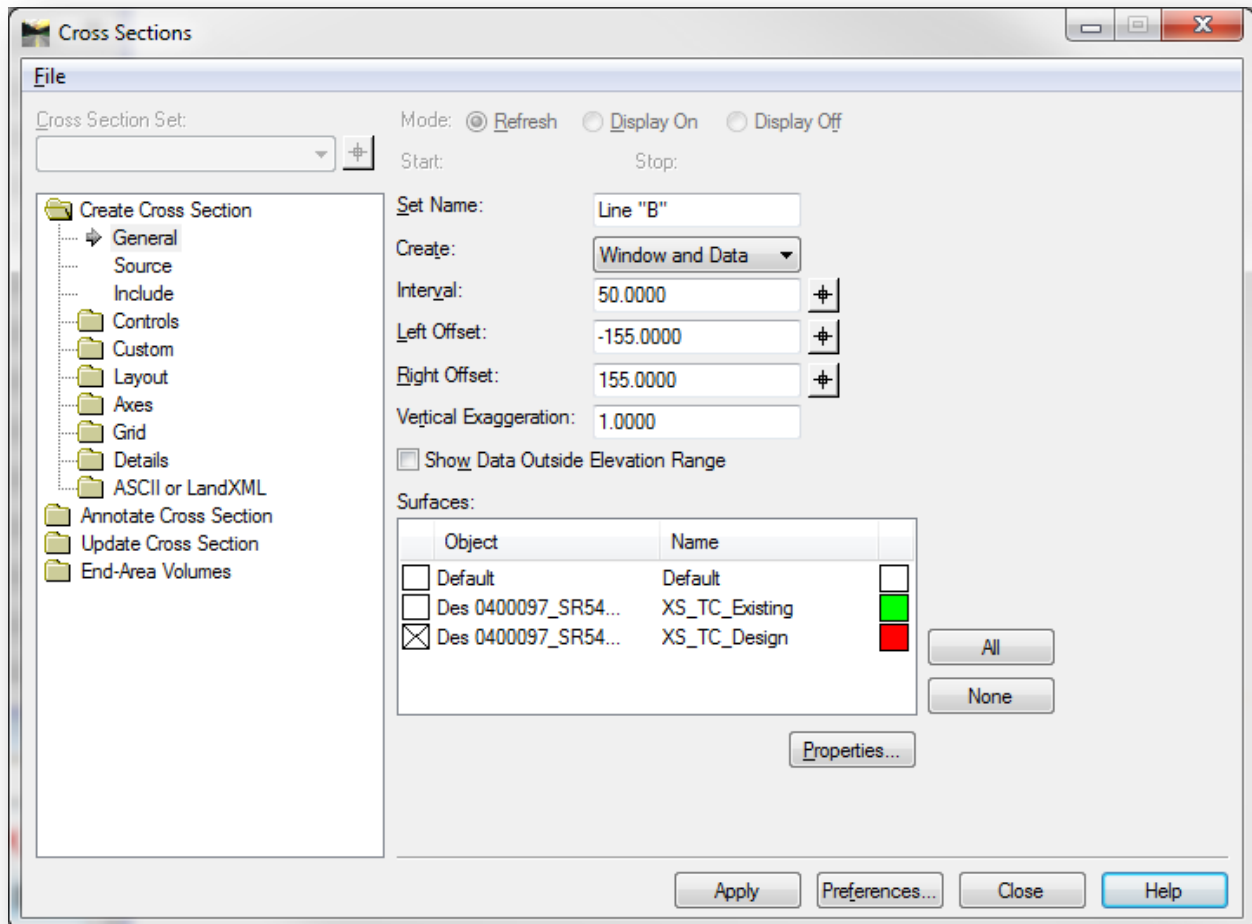 Cross Sections
File
Cross Section Set:
Mode: Refresh Display On Display Off
Start: Stop:
Create Cross Section
General
Source
Include
Controls
Custom
Layout
Axes
Grid
Details
ASCII or LandXML
Annotate Cross Section
Update Cross Section
End-Area Volumes
Set Name: Line "B"
Create: Window and Data
Interval: 50.0000
Left Offset: -155.0000
Right Offset: 155.0000
Vertical Exaggeration: 1.0000
Show Data Outside Elevation Range
Surfaces:
Object Name
Default Default
Des 0400097_SR54... XS_TC_Existing
Des 0400097_SR54... XS_TC_Design
All
None
Properties...
Apply Preferences... Close Help